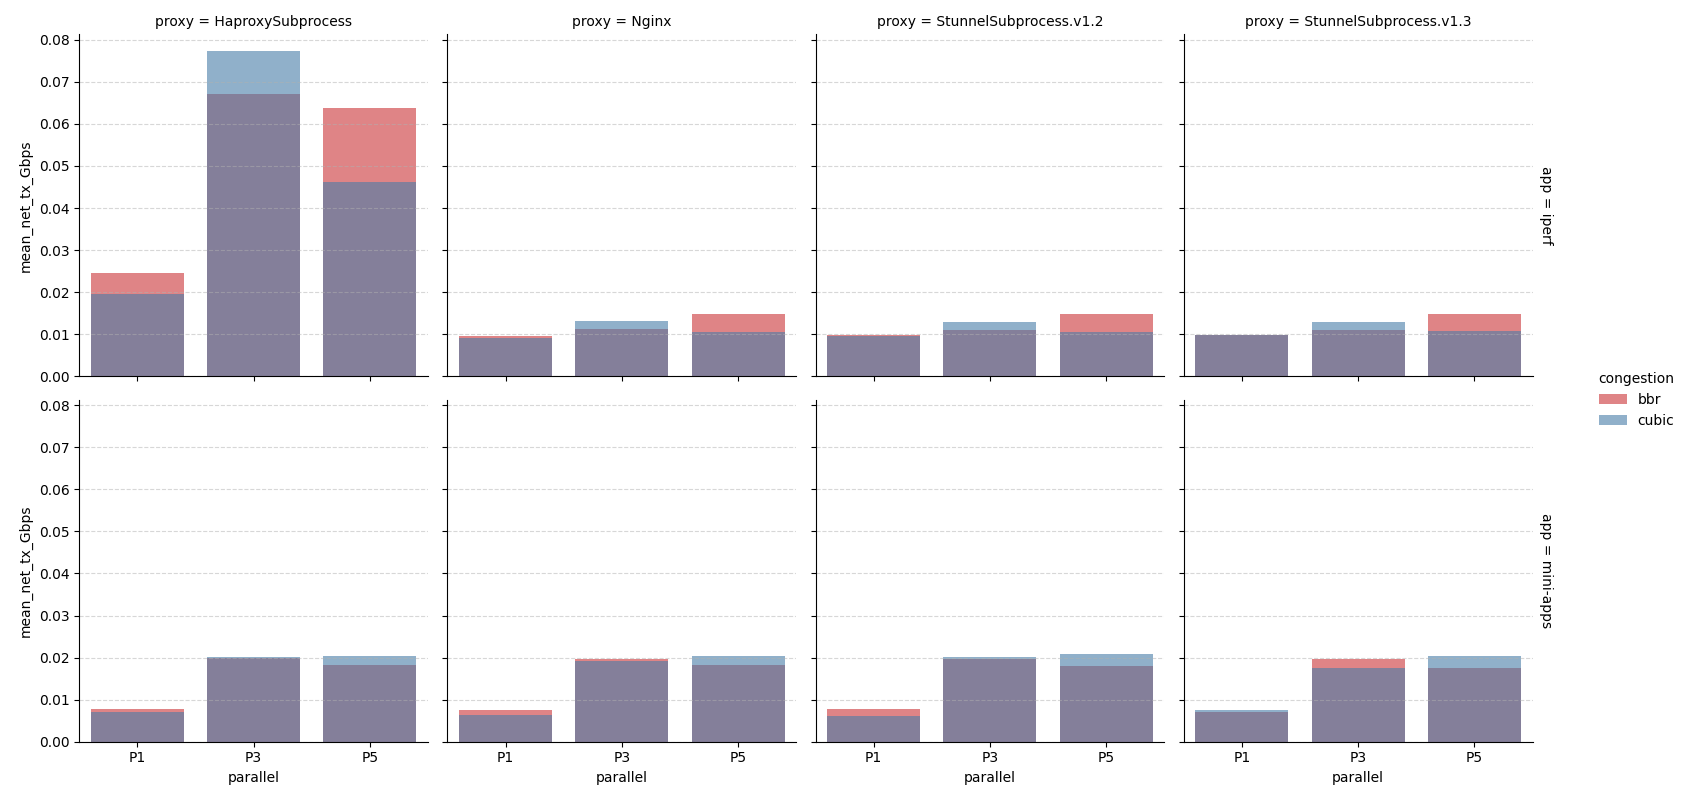 proxy = HaproxySubprocess
proxy = Nginx
proxy = StunnelSubprocess.v1.2
proxy = StunnelSubprocess.v1.3
0.08
0.07
0.06
0.05
0.04
0.03
0.02
0.01
0.00
mean_net_tx_Gbps
app = iperf
congestion
bbr
cubic
0.08
0.07
0.06
0.05
0.04
0.03
0.02
0.01
0.00
mean_net_tx_Gbps
app = mini-apps
P1 P3 P5
P1 P3 P5
P1 P3 P5
P1 P3 P5
parallel
parallel
parallel
parallel